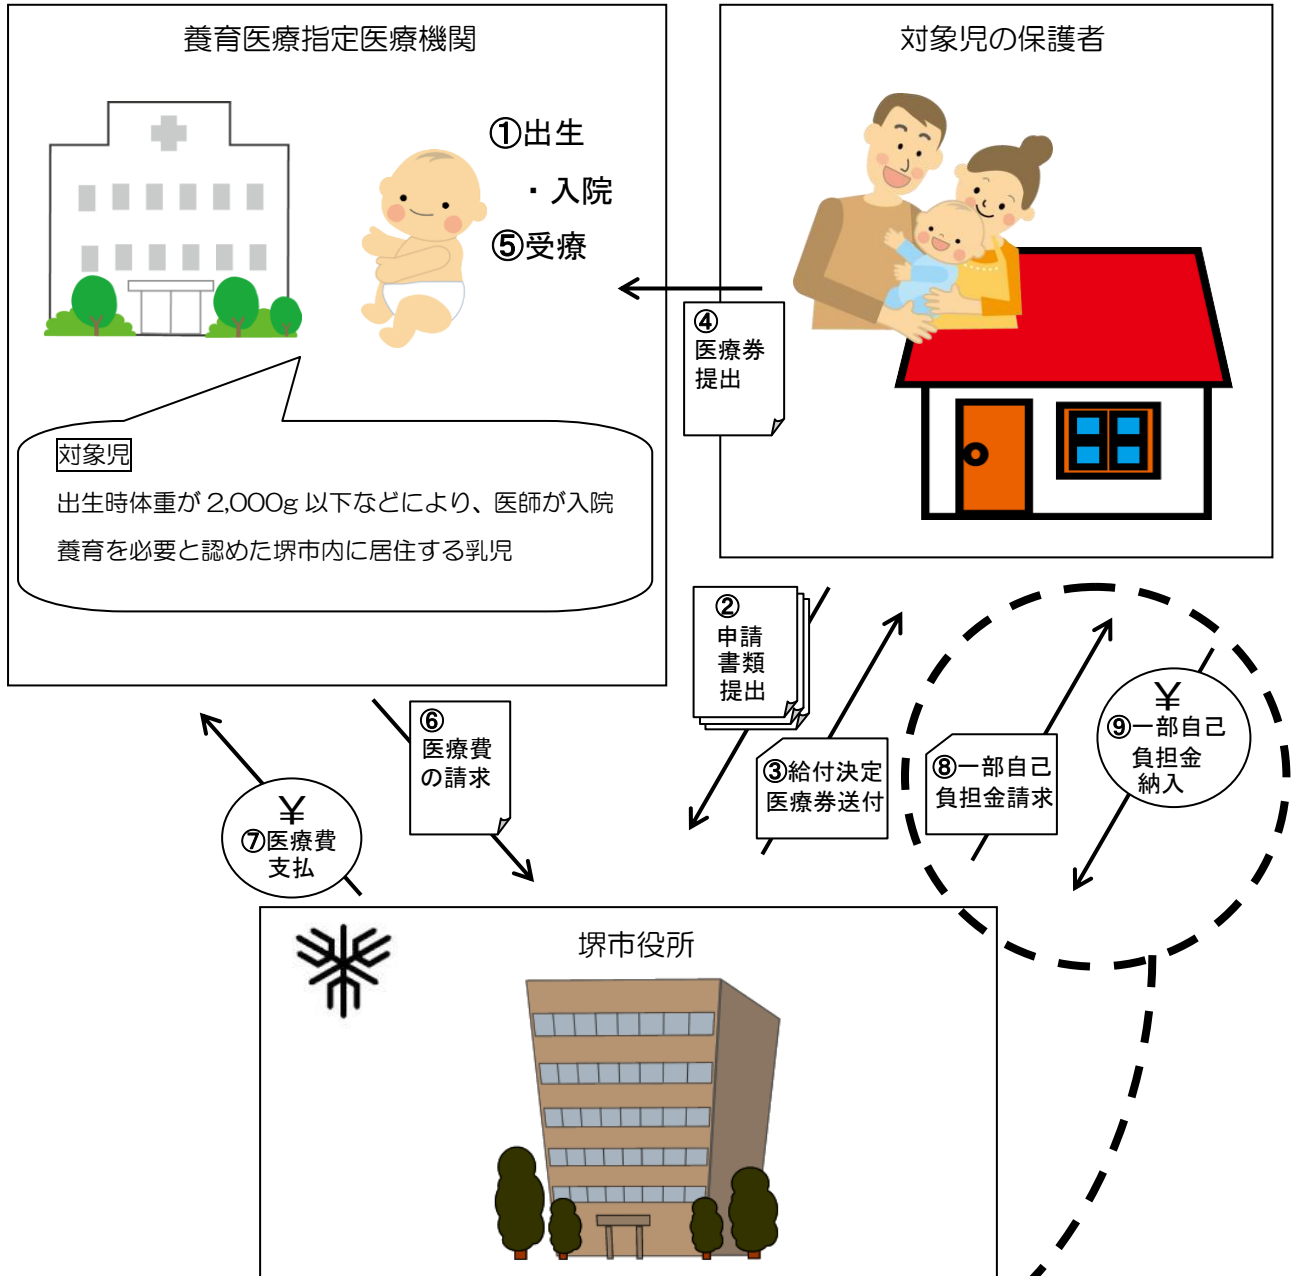 養育医療指定医療機関
①出生
・入院
⑤受療
対象児
出生時体重が 2,000g 以下などにより、医師が入院
養育を必要と認めた堺市内に居住する乳児
対象児の保護者
④
医療券
提出
②
申請
書類
提出
③給付決定
医療券送付
⑧一部自己
負担金請求
¥
⑨一部自己
負担金
納入
⑥
医療費
の請求
¥
⑦医療費
支払
堺市役所